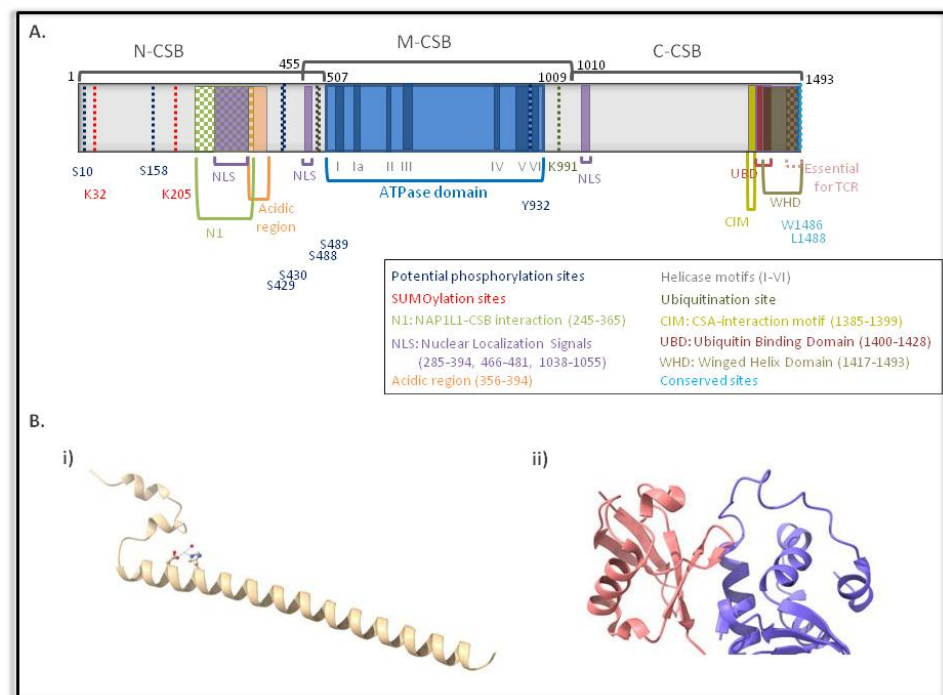 A.
N-CSB
M-CSB
C-CSB
1
455
507
1009
1010
1493
S10
K32
S158
K205
NLS
N1
Acidic
region
NLS
I
Ia
II
III
IV
V
VI
ATPase domain
K991
Y932
NLS
UBD
CIM
WHD
Essential
for TCR
W1486
L1488
S489
S488
S430
S429
Potential phosphorylation sites
SUMOylation sites
N1: NAP1L1-CSB interaction (245-365)
NLS: Nuclear Localization Signals
(285-394, 466-481, 1038-1055)
Acidic region (356-394)
Helicase motifs (I-VI)
Ubiquitination site
CIM: CSA-interaction motif (1385-1399)
UBD: Ubiquitin Binding Domain (1400-1428)
WHD: Winged Helix Domain (1417-1493)
Conserved sites
B.
i)
ii)